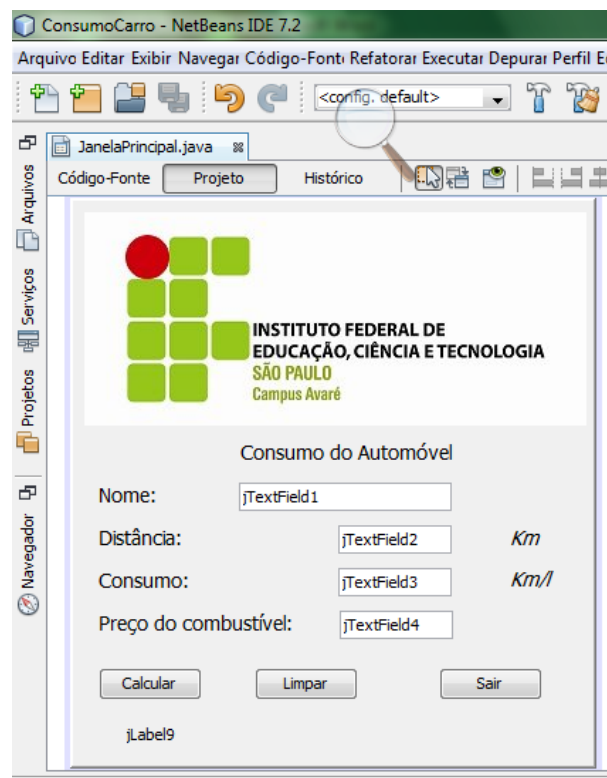 ConsumoCarro - NetBeans IDE 7.2
Arquivo Editar Exibir Navegar Código-Fonte Refatorar Executar Depurar Perfil E
<config. default>
JanelaPrincipal.java
Código-Fonte Projeto Histórico
Arquivos
Serviços
Projetos
Navegador
INSTITUTO FEDERAL DE
EDUCAÇÃO, CIÊNCIA E TECNOLOGIA
SÃO PAULO
Campus Avaré
Consumo do Automóvel
Nome: jTextField1
Distância: jTextField2 Km
Consumo: jTextField3 Km/l
Preço do combustível: jTextField4
Calcular Limpar Sair
jLabel9